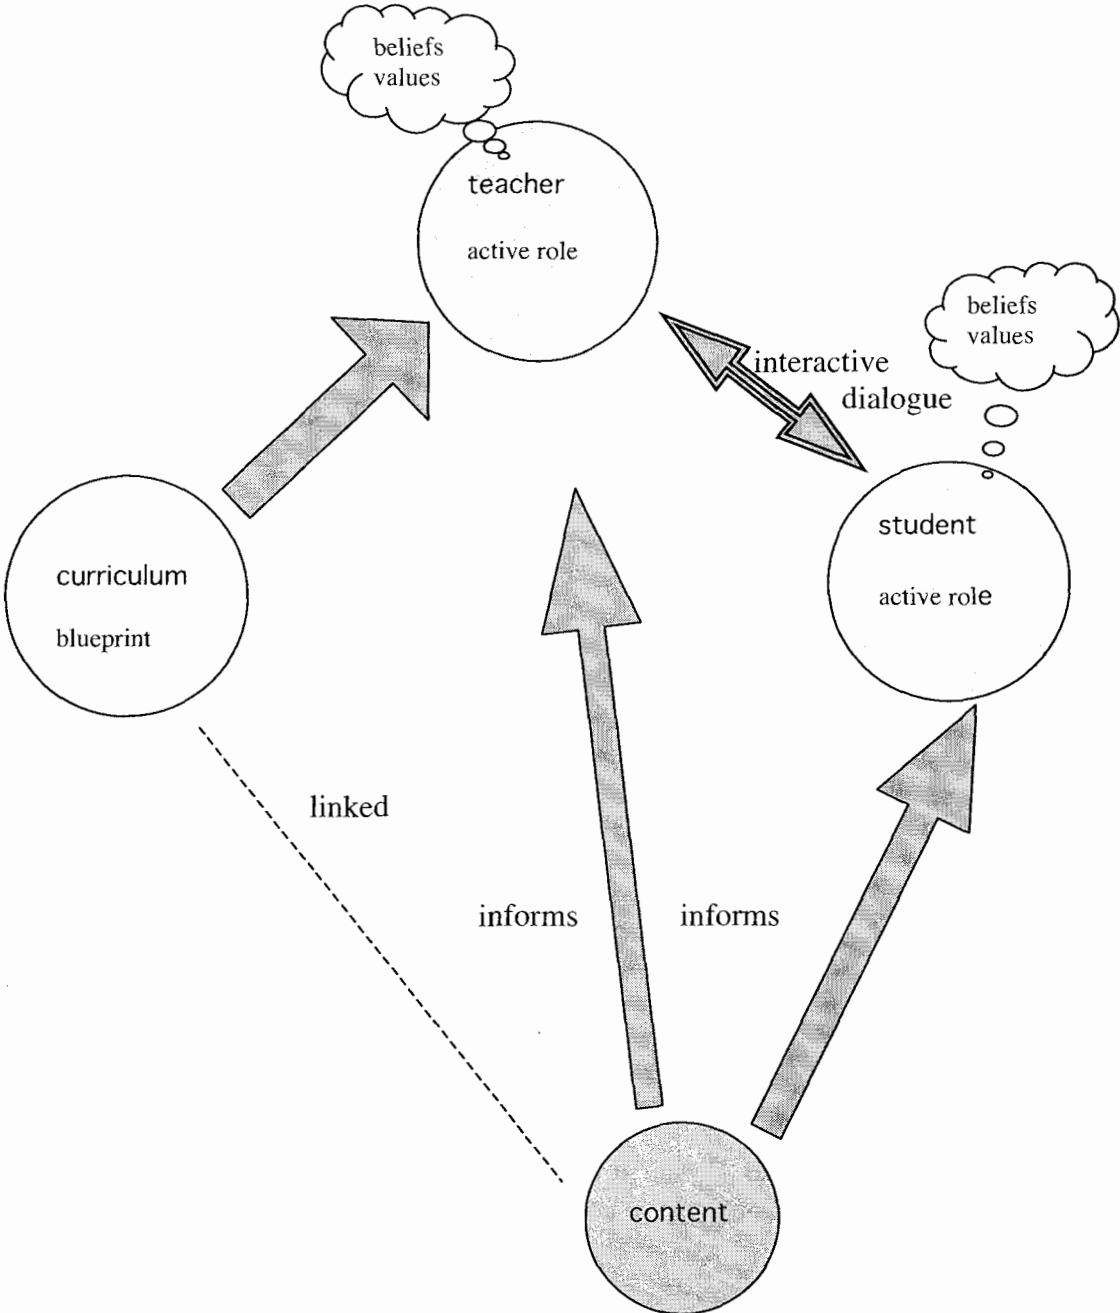 beliefs
values
teacher
active role
beliefs
values
interactive
dialogue
student
active role
curriculum
blueprint
linked
informs
informs
content